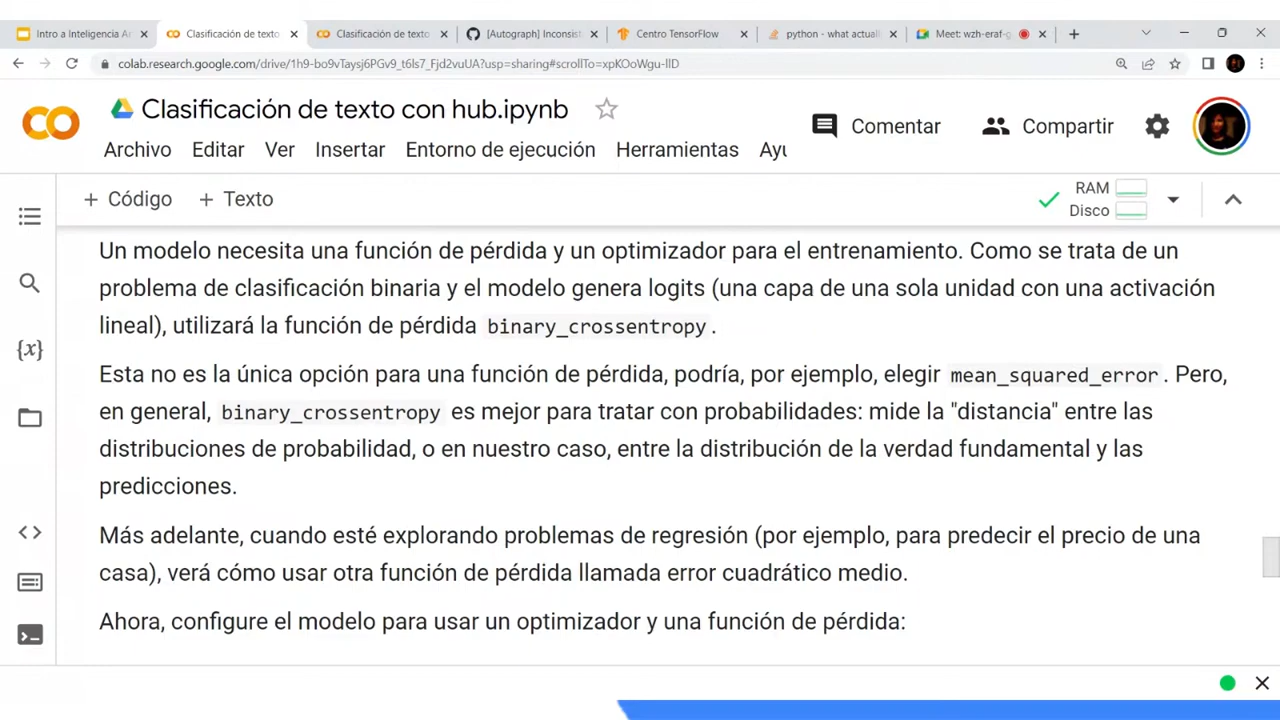 Intro a Inteligencia Ar
Clasificación de texto
Clasificación de texto
[Autograph] Inconsist
Centro TensorFlow
python - what actuall
Meet: wzh-eraf-g
colab.research.google.com/drive/1h9-bo9vTaysj6PGv9_t6ls7_Fjd2vuUA?usp=sharing#scrollTo=xpKOoWgu-llD
Clasificación de texto con hub.ipynb
Comentar
Compartir
Archivo Editar Ver Insertar Entorno de ejecución Herramientas Ayu
+ Código + Texto
RAM
Disco
Un modelo necesita una función de pérdida y un optimizador para el entrenamiento. Como se trata de un
problema de clasificación binaria y el modelo genera logits (una capa de una sola unidad con una activación
lineal), utilizará la función de pérdida binary_crossentropy.
Esta no es la única opción para una función de pérdida, podría, por ejemplo, elegir mean_squared_error. Pero,
en general, binary_crossentropy es mejor para tratar con probabilidades: mide la "distancia" entre las
distribuciones de probabilidad, o en nuestro caso, entre la distribución de la verdad fundamental y las
predicciones.
Más adelante, cuando esté explorando problemas de regresión (por ejemplo, para predecir el precio de una
casa), verá cómo usar otra función de pérdida llamada error cuadrático medio.
Ahora, configure el modelo para usar un optimizador y una función de pérdida: